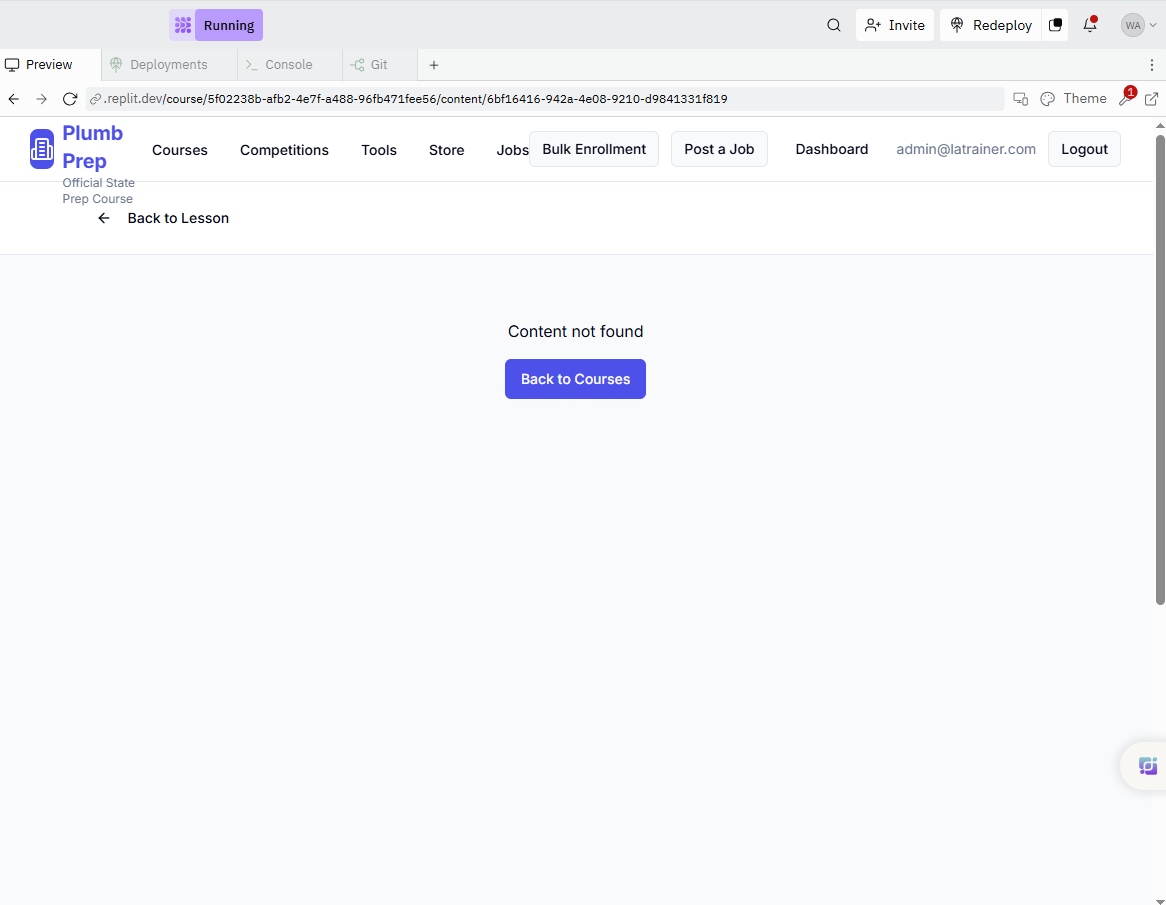 Running
Invite
Redeploy
WA
Preview
Deployments
Console
Git
.replit.dev/course/5f02238b-afb2-4e7f-a488-96fb471fee56/content/6bf16416-942a-4e08-9210-d9841331f819
Theme
1
Plumb
Prep
Official State
Prep Course
Courses
Competitions
Tools
Store
Jobs
Bulk Enrollment
Post a Job
Dashboard
admin@latrainer.com
Logout
Back to Lesson
Content not found
Back to Courses